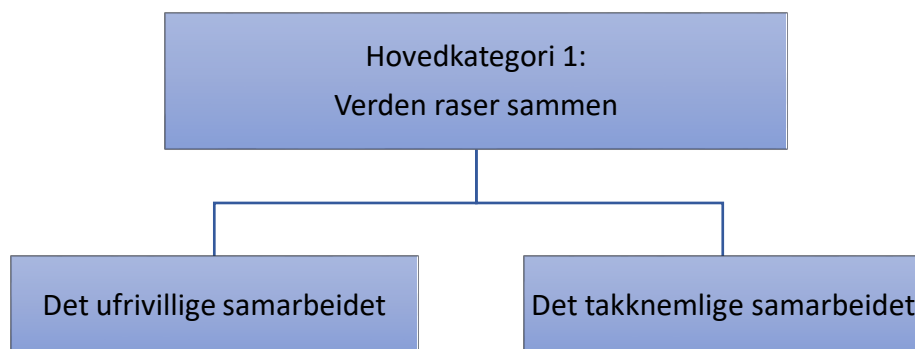 Hovedkategori 1:
Verden raser sammen
Det ufrivillige samarbeidet
Det takknemlige samarbeidet